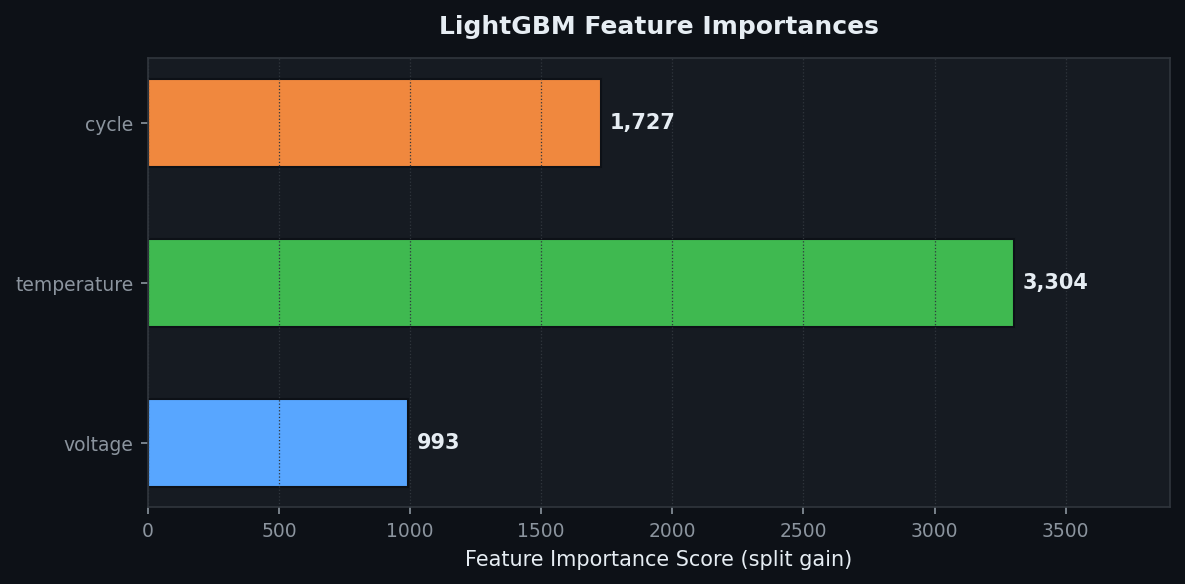 LightGBM Feature Importances
cycle
1,727
temperature
3,304
voltage
993
0 500 1000 1500 2000 2500 3000 3500
Feature Importance Score (split gain)